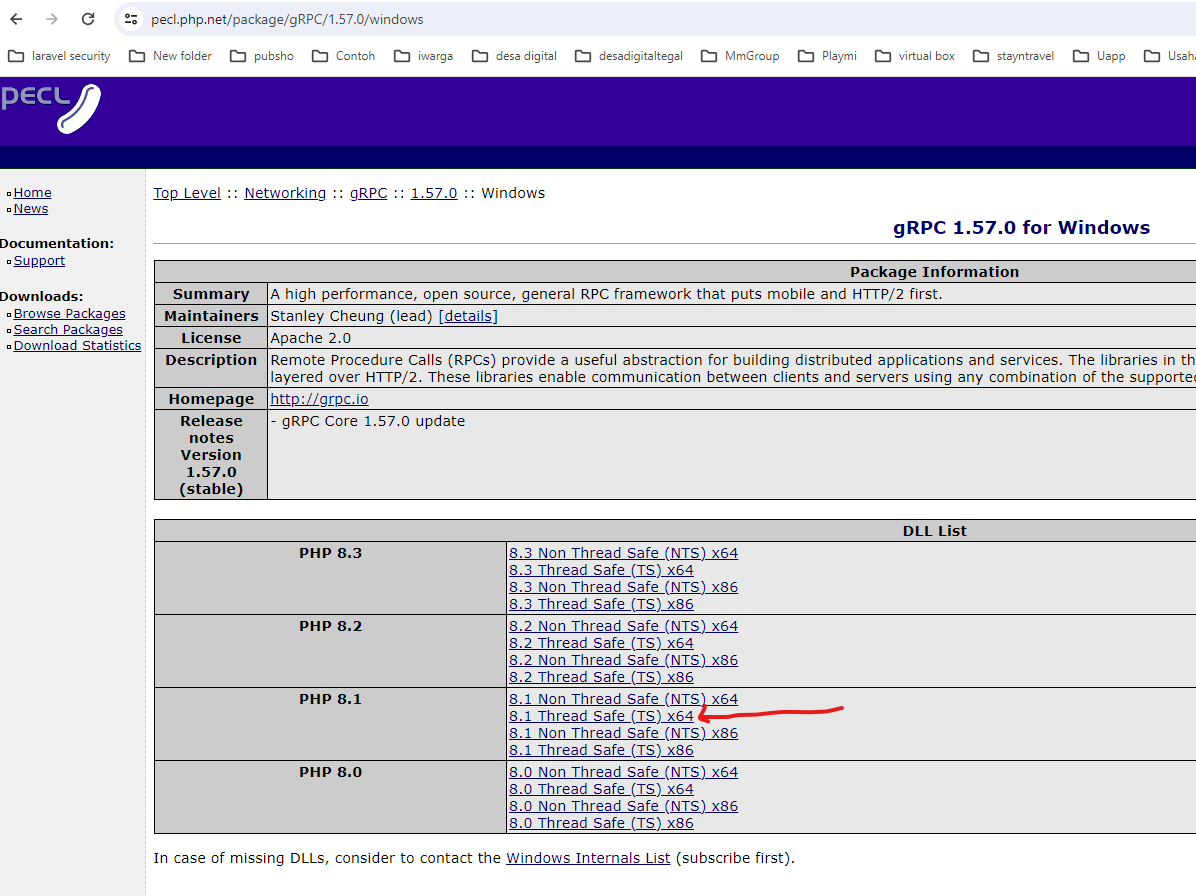 pecl.php.net/package/gRPC/1.57.0/windows
laravel security New folder pubsho Contoh iwarga desa digital desadigitaltegal MmGroup Playmi virtual box stayntravel Uapp Usaha
PECL
Home
News
Documentation:
Support
Downloads:
Browse Packages
Search Packages
Download Statistics
Top Level :: Networking :: gRPC :: 1.57.0 :: Windows
gRPC 1.57.0 for Windows
Package Information
Summary A high performance, open source, general RPC framework that puts mobile and HTTP/2 first.
Maintainers Stanley Cheung (lead) [details]
License Apache 2.0
Description Remote Procedure Calls (RPCs) provide a useful abstraction for building distributed applications and services. The libraries in th
layered over HTTP/2. These libraries enable communication between clients and servers using any combination of the supported
Homepage http://grpc.io
Release notes Version 1.57.0 (stable) - gRPC Core 1.57.0 update
DLL List
PHP 8.3 8.3 Non Thread Safe (NTS) x64
8.3 Thread Safe (TS) x64
8.3 Non Thread Safe (NTS) x86
8.3 Thread Safe (TS) x86
PHP 8.2 8.2 Non Thread Safe (NTS) x64
8.2 Thread Safe (TS) x64
8.2 Non Thread Safe (NTS) x86
8.2 Thread Safe (TS) x86
PHP 8.1 8.1 Non Thread Safe (NTS) x64
8.1 Thread Safe (TS) x64
8.1 Non Thread Safe (NTS) x86
8.1 Thread Safe (TS) x86
PHP 8.0 8.0 Non Thread Safe (NTS) x64
8.0 Thread Safe (TS) x64
8.0 Non Thread Safe (NTS) x86
8.0 Thread Safe (TS) x86
In case of missing DLLs, consider to contact the Windows Internals List (subscribe first).